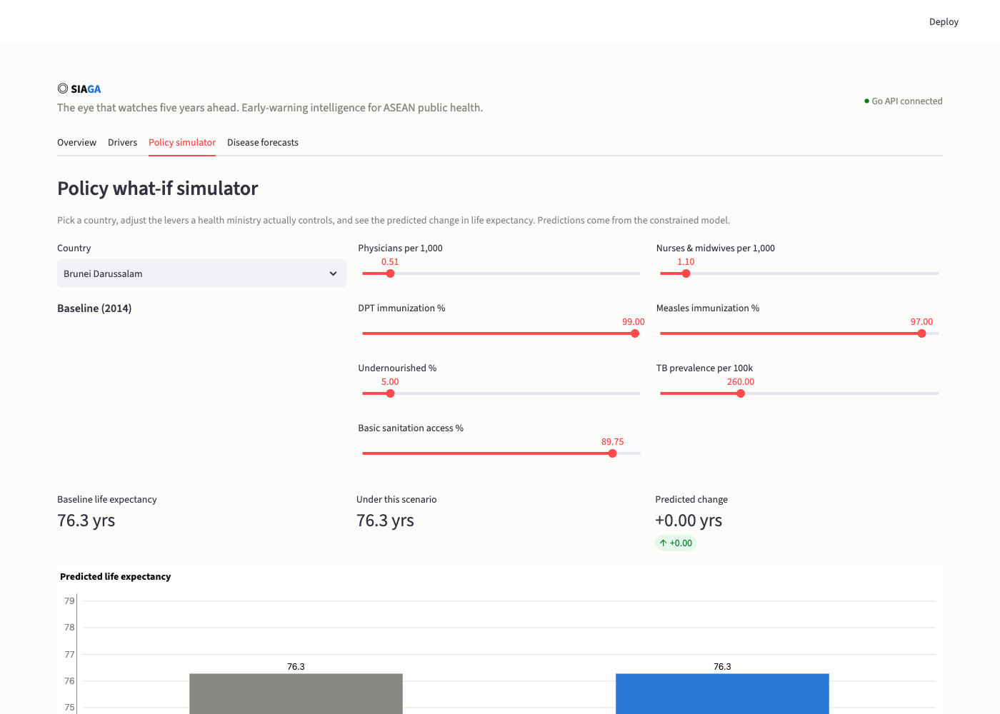 Deploy
SIAGA
The eye that watches five years ahead. Early-warning intelligence for ASEAN public health.
Go API connected
Overview Drivers Policy simulator Disease forecasts
Policy what-if simulator
Pick a country, adjust the levers a health ministry actually controls, and see the predicted change in life expectancy. Predictions come from the constrained model.
Country
Brunei Darussalam
Baseline (2014)
Physicians per 1,000
0.51
Nurses & midwives per 1,000
1.10
DPT immunization %
99.00
Measles immunization %
97.00
Undernourished %
5.00
TB prevalence per 100k
260.00
Basic sanitation access %
89.75
Baseline life expectancy
76.3 yrs
Under this scenario
76.3 yrs
Predicted change
+0.00 yrs
↑ +0.00
Predicted life expectancy
79
78
77
76
75
76.3
76.3